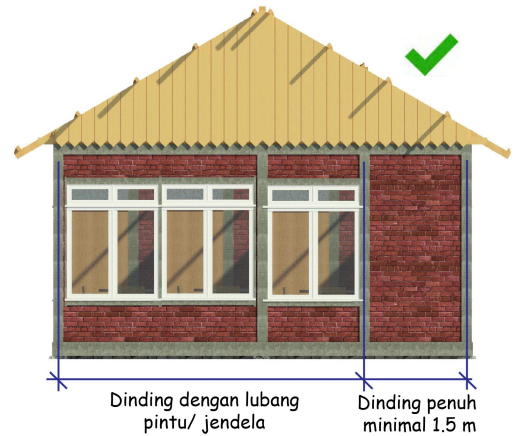 Dinding dengan lubang
pintu/ jendela
Dinding penuh
minimal 1.5 m